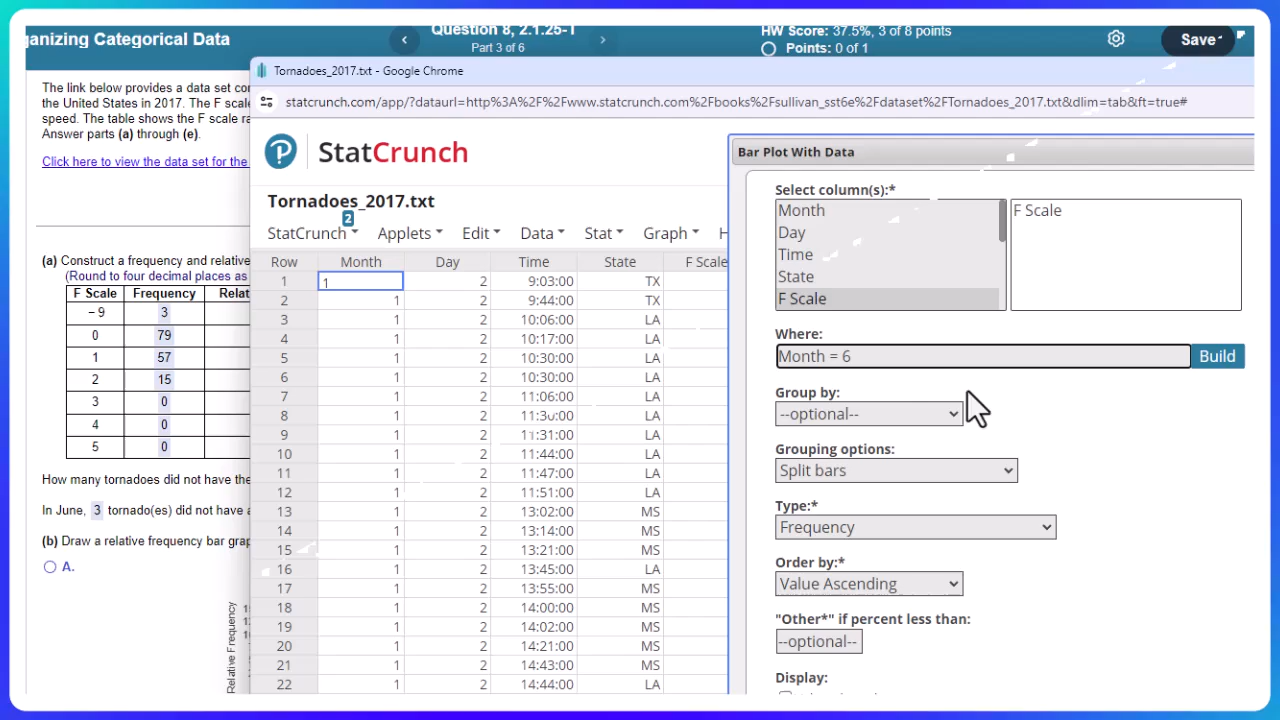 ganizing Categorical Data
Question 8, 2.1.25-T
Part 3 of 6
HW Score: 37.5%, 3 of 8 points
Points: 0 of 1
Save
The link below provides a data set
the United States in 2017. The F scale
speed. The table shows the F scale
Answer parts (a) through (e).
Click here to view the data set for the
(a) Construct a frequency and relative
(Round to four decimal places as
F Scale Frequency
− 9 3
0 79
1 57
2 15
3 0
4 0
5 0
How many tornadoes did not have the
In June, 3 tornado(es) did not have
(b) Draw a relative frequency bar
A.
Relative Frequency
Tornadoes_2017.txt - Google Chrome
statcrunch.com/app/?dataurl=http%3A%2F%2Fwww.statcrunch.com%2Fbooks%2Fsullivan_sst6e%2Fdataset%2FTornadoes_2017.txt&dlim=tab&ft=true#
P StatCrunch
Tornadoes_2017.txt
2
StatCrunch Applets Edit Data Stat Graph H
Row Month Day Time State F Scale
1 1 2 9:03:00 TX
2 1 2 9:44:00 TX
3 1 2 10:06:00 LA
4 1 2 10:17:00 LA
5 1 2 10:30:00 LA
6 1 2 10:30:00 LA
7 1 2 11:06:00 LA
8 1 2 11:30:00 LA
9 1 2 11:31:00 LA
10 1 2 11:44:00 LA
11 1 2 11:47:00 LA
12 1 2 11:51:00 LA
13 1 2 13:02:00 MS
14 1 2 13:14:00 MS
15 1 2 13:21:00 MS
16 1 2 13:45:00 LA
17 1 2 13:55:00 MS
18 1 2 14:00:00 MS
19 1 2 14:02:00 MS
20 1 2 14:21:00 MS
21 1 2 14:43:00 MS
22 1 2 14:44:00 LA
Bar Plot With Data
Select column(s):*
Month
Day
Time
State
F Scale
F Scale
Where:
Month = 6 Build
Group by:
--optional--
Grouping options:
Split bars
Type:*
Frequency
Order by:*
Value Ascending
"Other*" if percent less than:
--optional--
Display: